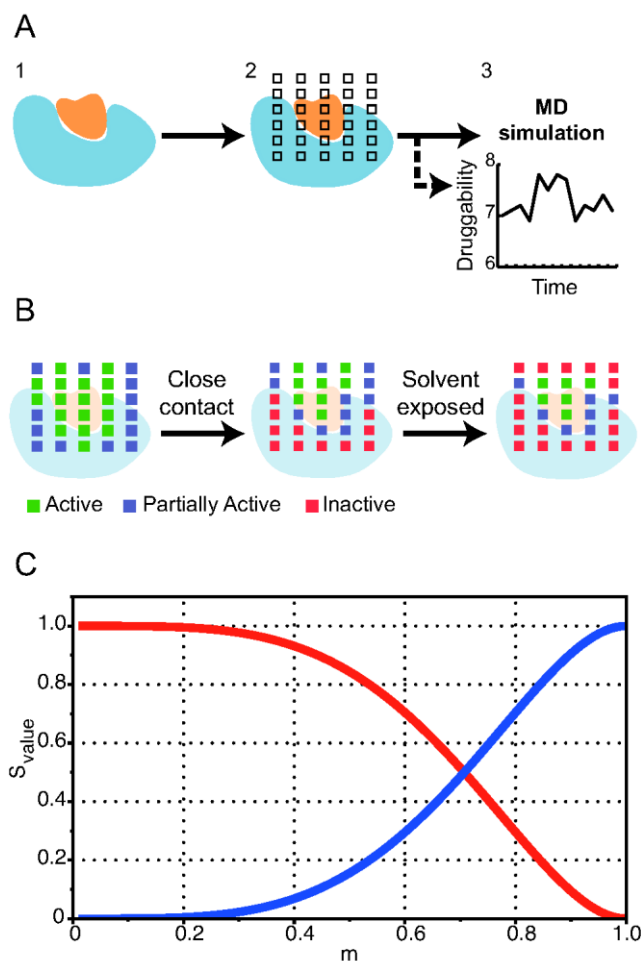 A
1
2
3
MD
simulation
Druggability
8
7
6
Time
B
Close
contact
Solvent
exposed
Active
Partially Active
Inactive
C
S_value
1.0
0.8
0.6
0.4
0.2
0
0
0.2
0.4
0.6
0.8
1.0
m